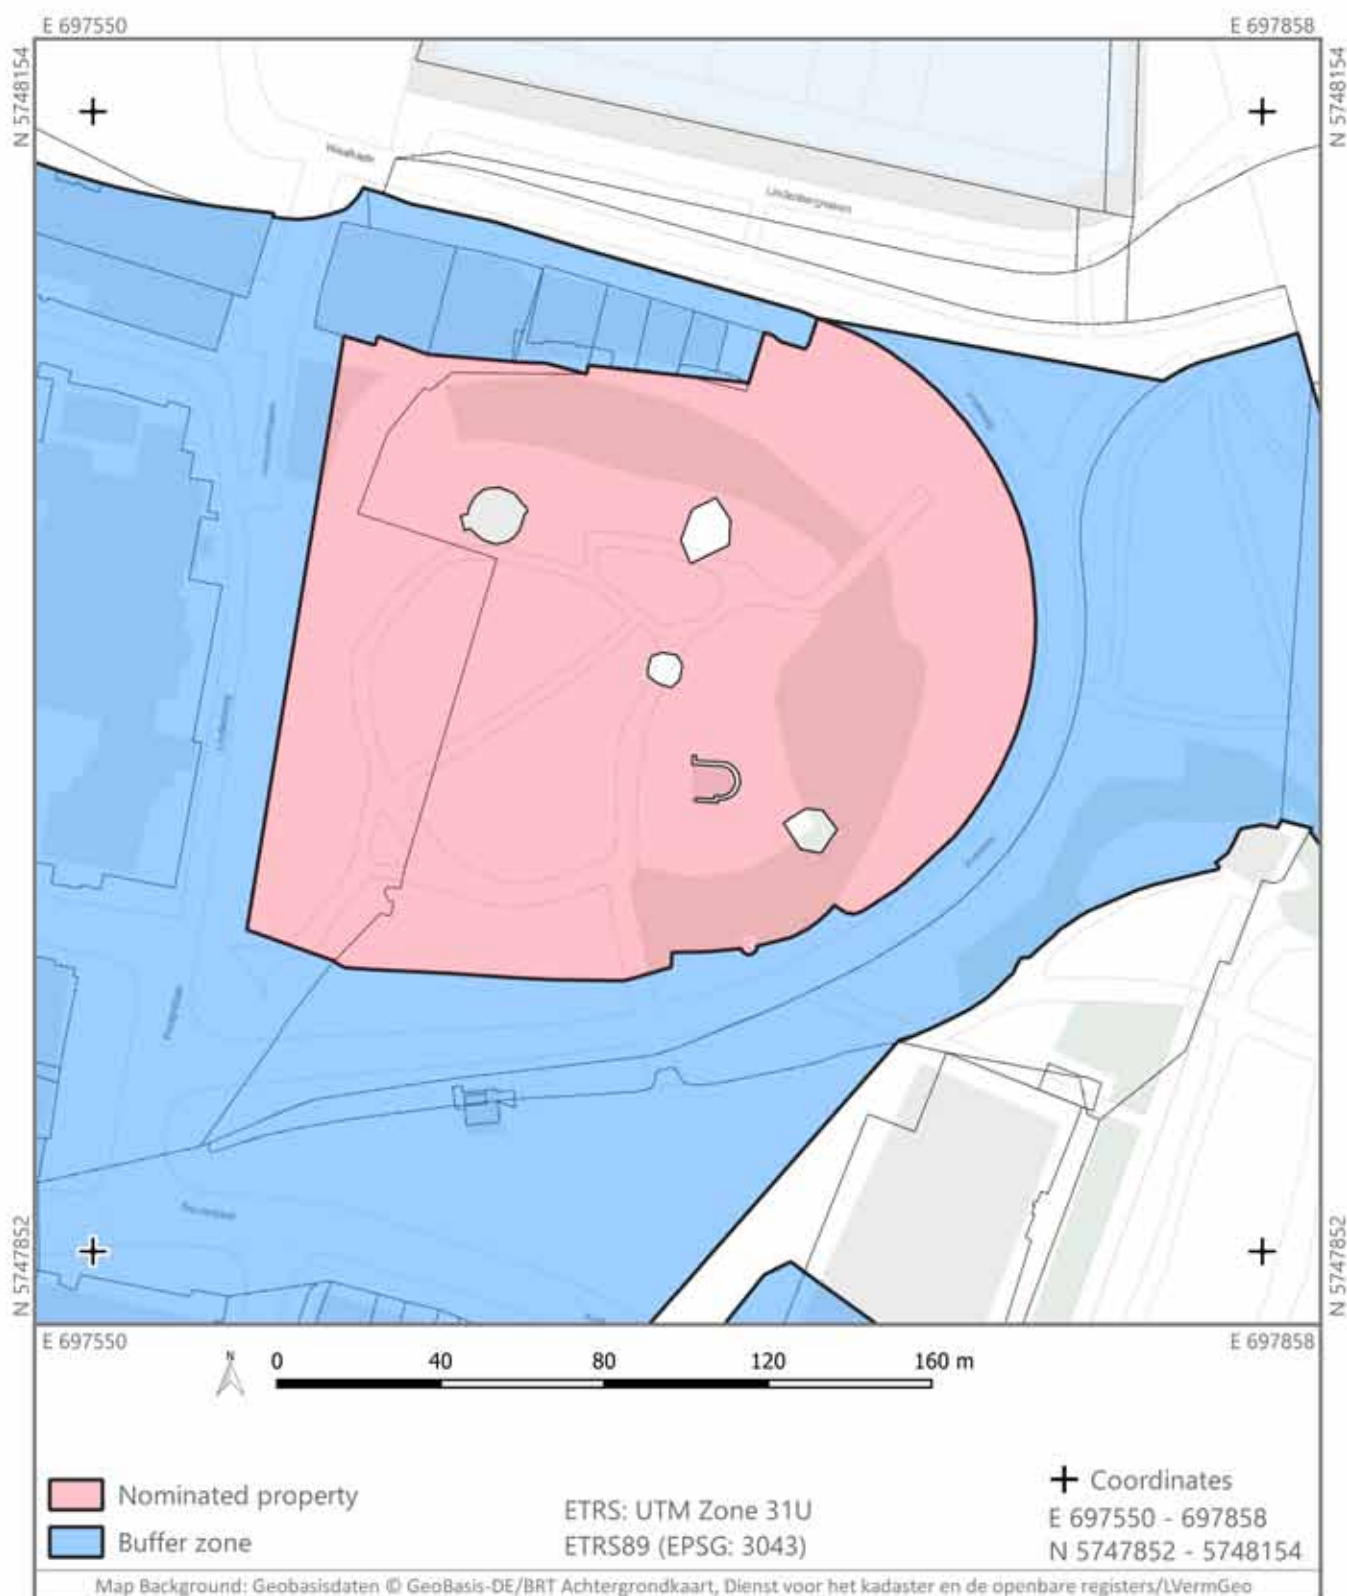 E 697550
E 697858
N 5748154
N 5748154
Waalkade
Lindenberghaven
N 5747852
N 5747852
E 697550
E 697858
N
0 40 80 120 160 m
Nominated property
Buffer zone
ETRS: UTM Zone 31U
ETRS89 (EPSG: 3043)
Coordinates
E 697550 - 697858
N 5747852 - 5748154
Map Background: Geobasisdaten © GeoBasis-DE/BRT Achtergrondkaart, Dienst voor het kadaster en de openbare registers/LVermGeo